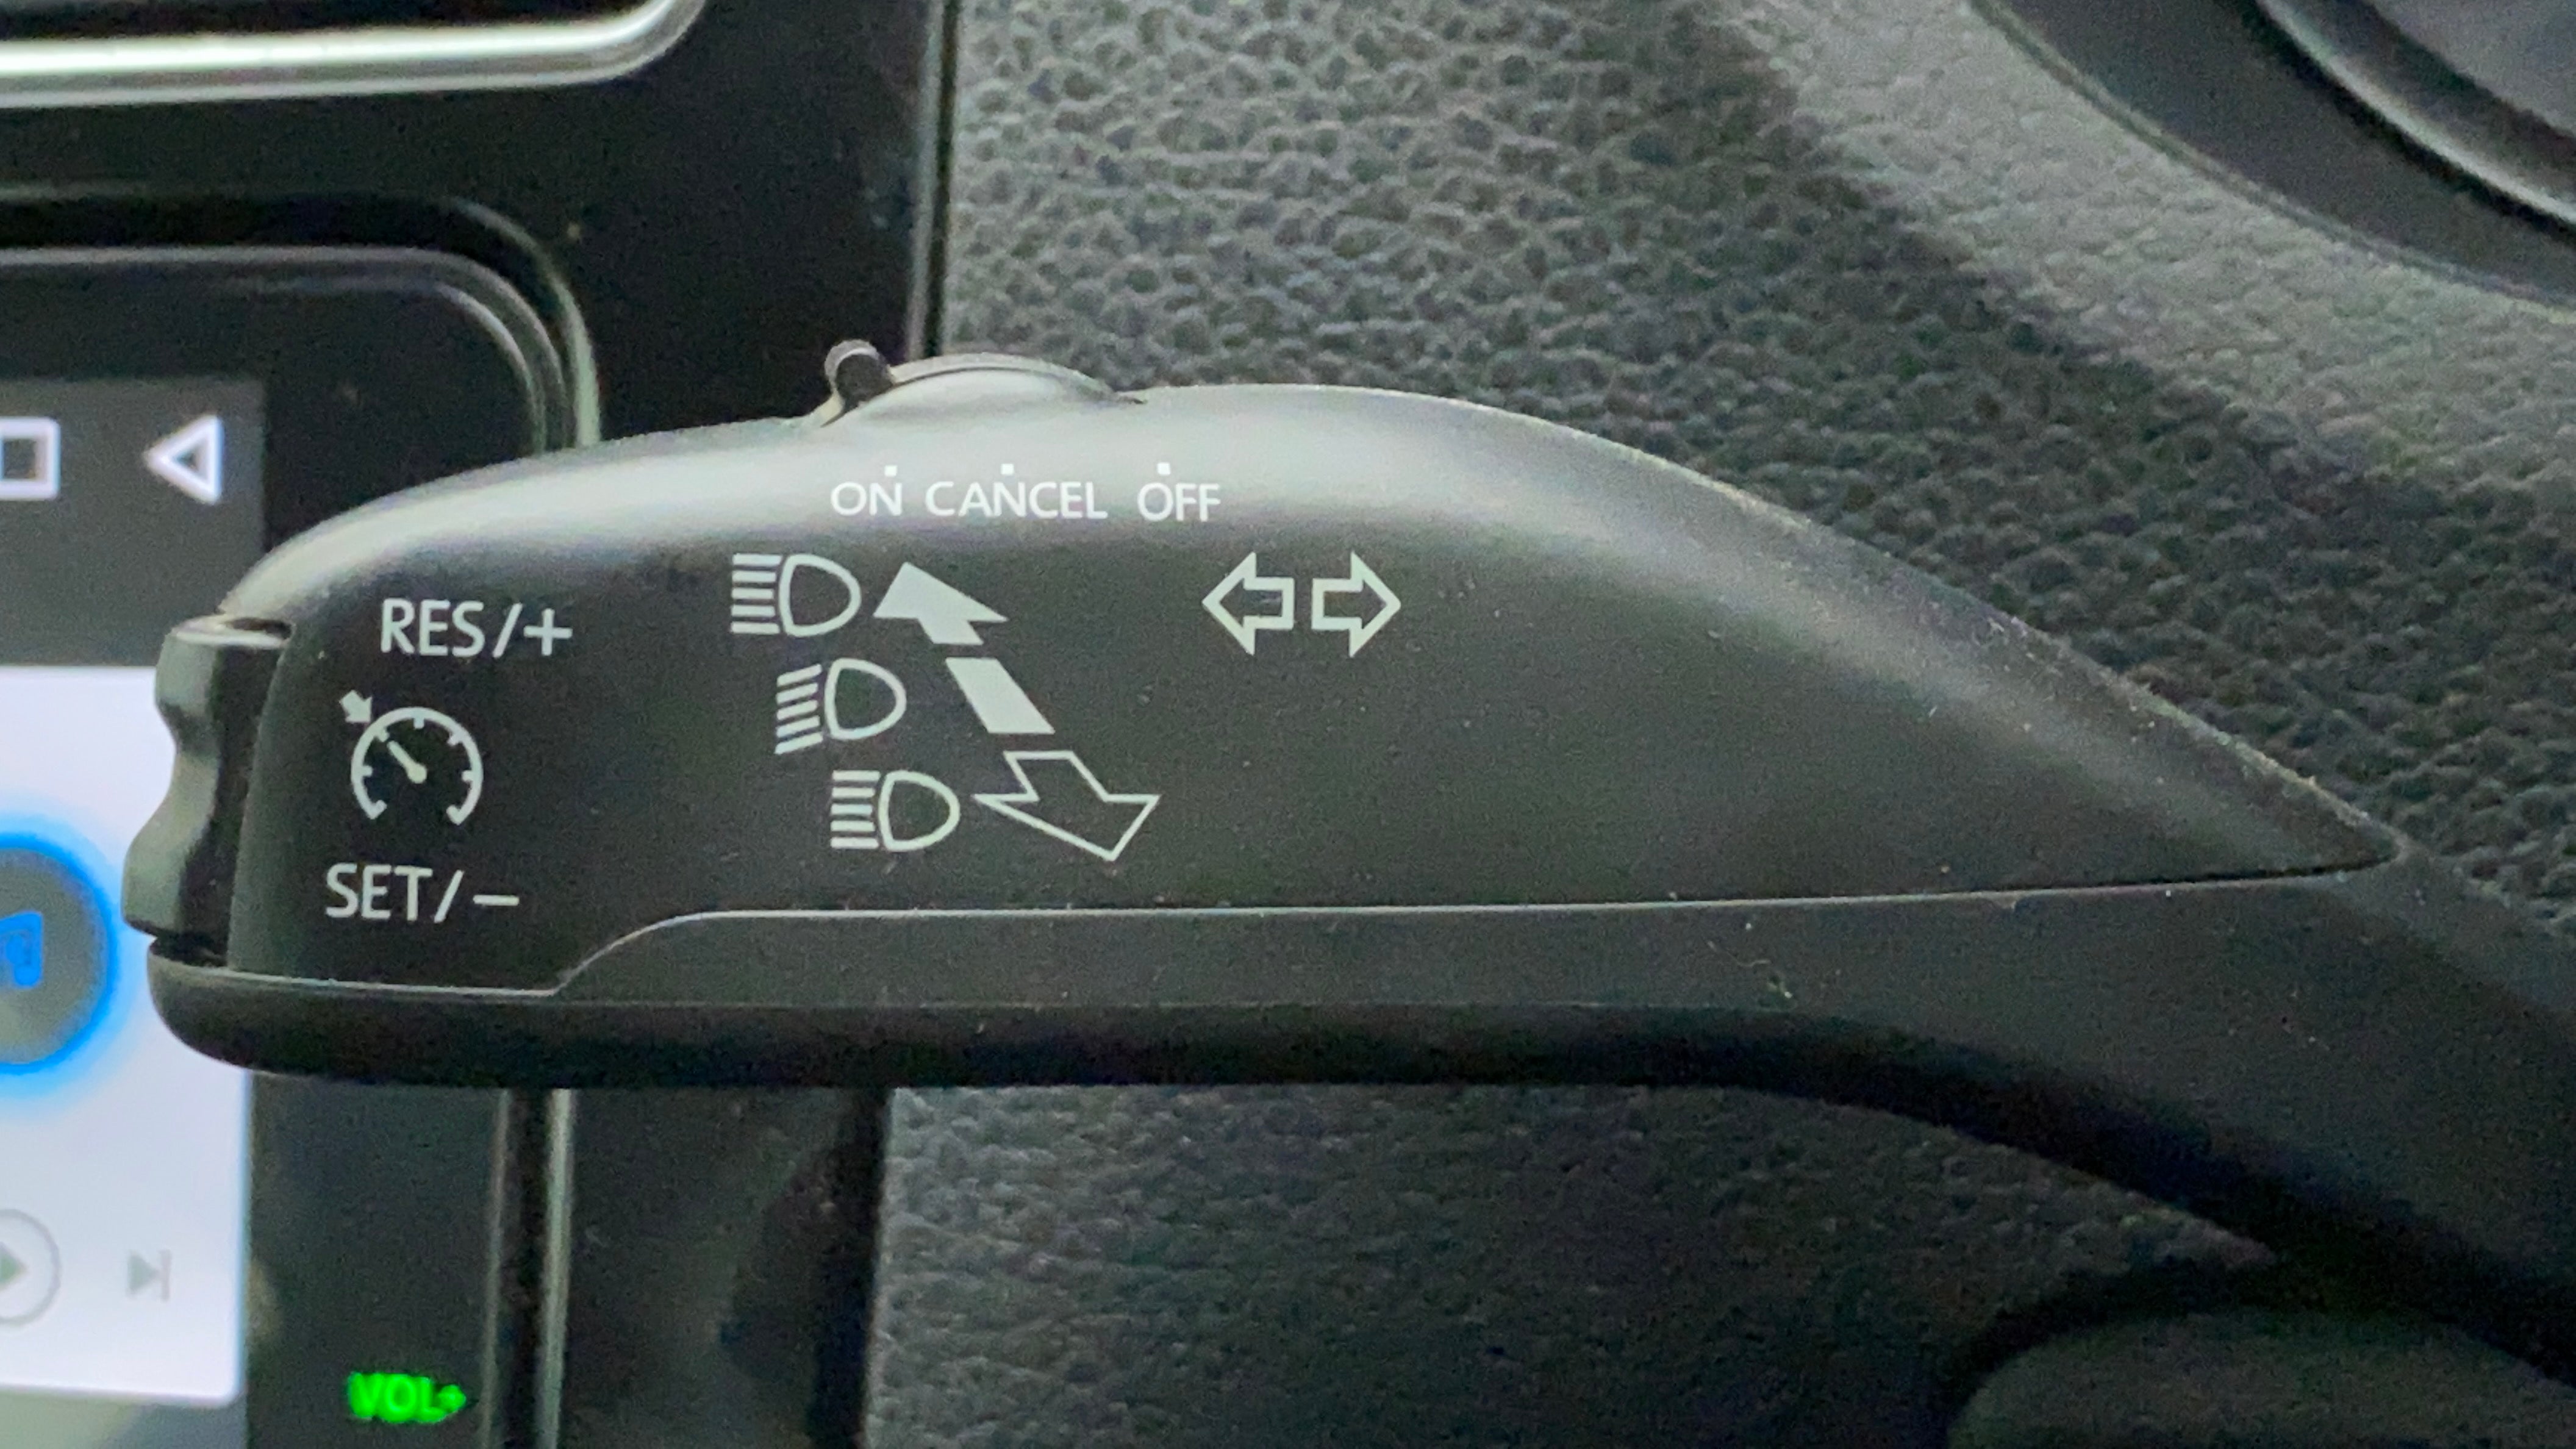 ON CANCEL OFF
RES/+
SET/−
VOL+